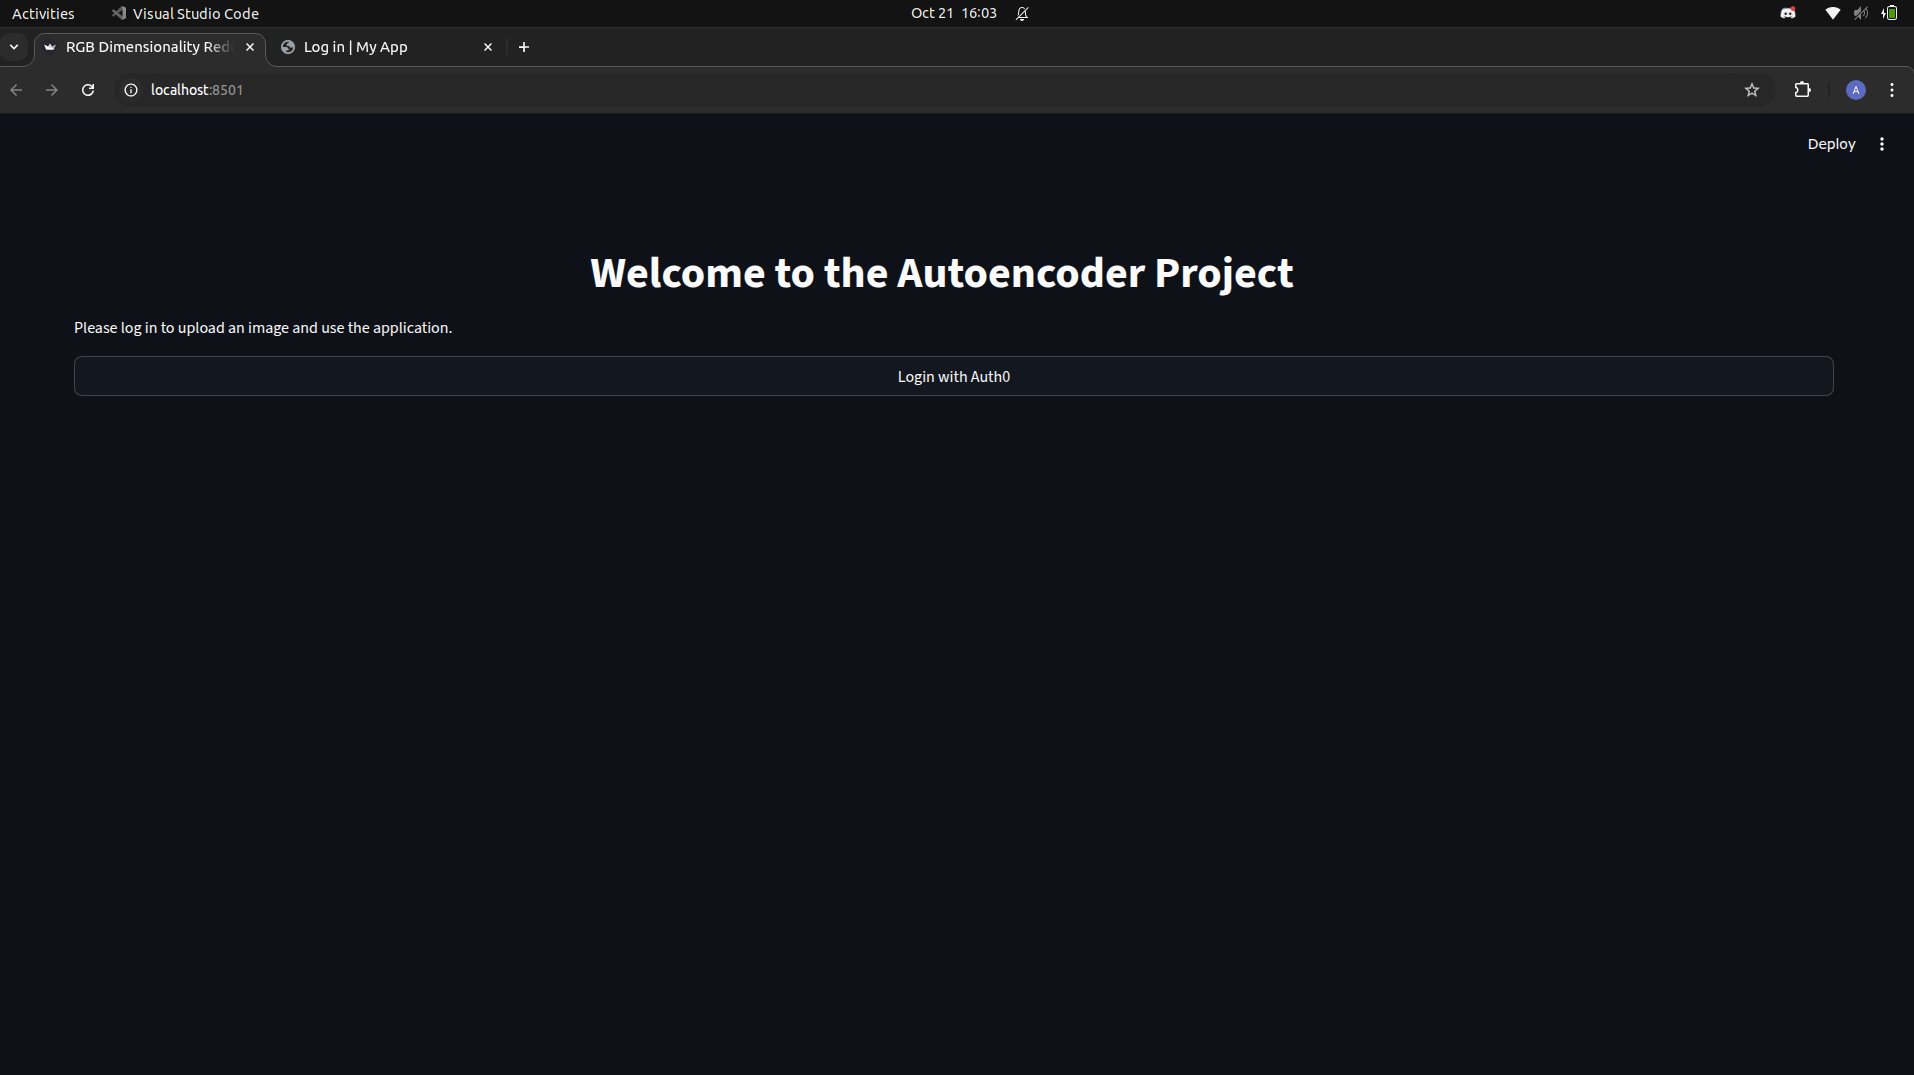 Activities Visual Studio Code Oct 21 16:03
RGB Dimensionality Red Log in | My App
localhost:8501 A
Deploy
Welcome to the Autoencoder Project
Please log in to upload an image and use the application.
Login with Auth0